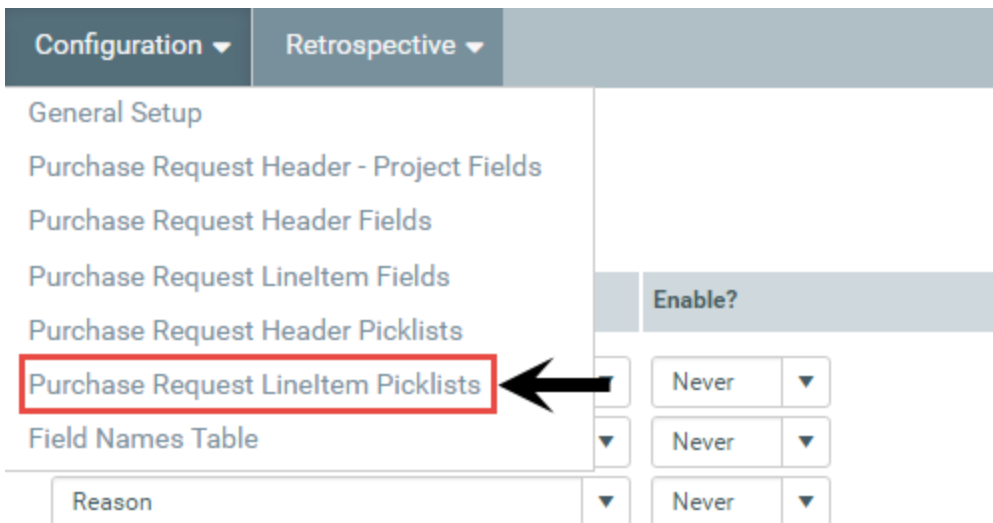 Configuration Retrospective
General Setup
Purchase Request Header - Project Fields
Purchase Request Header Fields
Purchase Request LineItem Fields
Enable?
Purchase Request Header Picklists
Purchase Request LineItem Picklists
Never
Field Names Table
Never
Reason Never